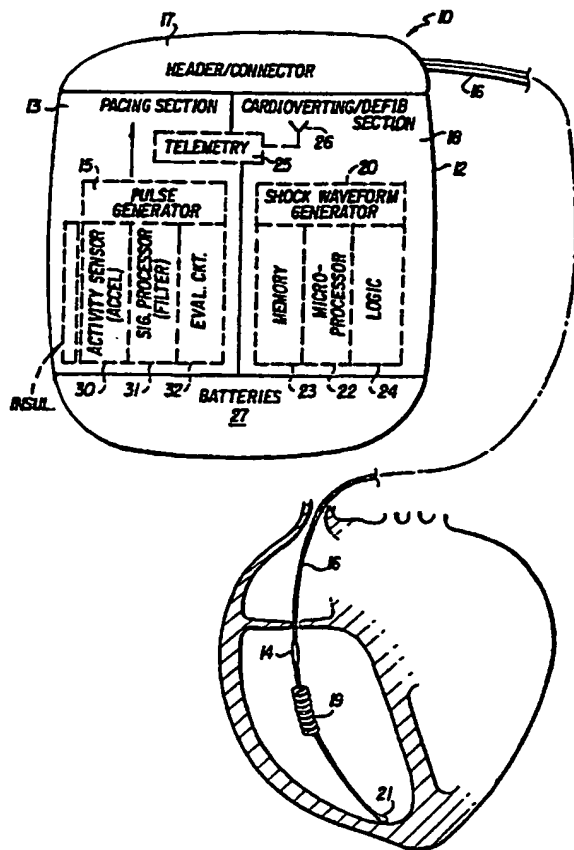 17
10
HEADER/CONNECTOR
16
13
PACING SECTION
CARDIOVERTING/DEFIB
SECTION
26
18
TELEMETRY
25
12
15
20
PULSE
GENERATOR
SHOCK WAVEFORM
GENERATOR
ACTIVITY SENSOR
(ACCEL)
SIG. PROCESSOR
(FILTER)
EVAL. CKT.
MEMORY
MICRO-
PROCESSOR
LOGIC
INSUL.
30
31
32
23
22
24
BATTERIES
27
16
14
19
21